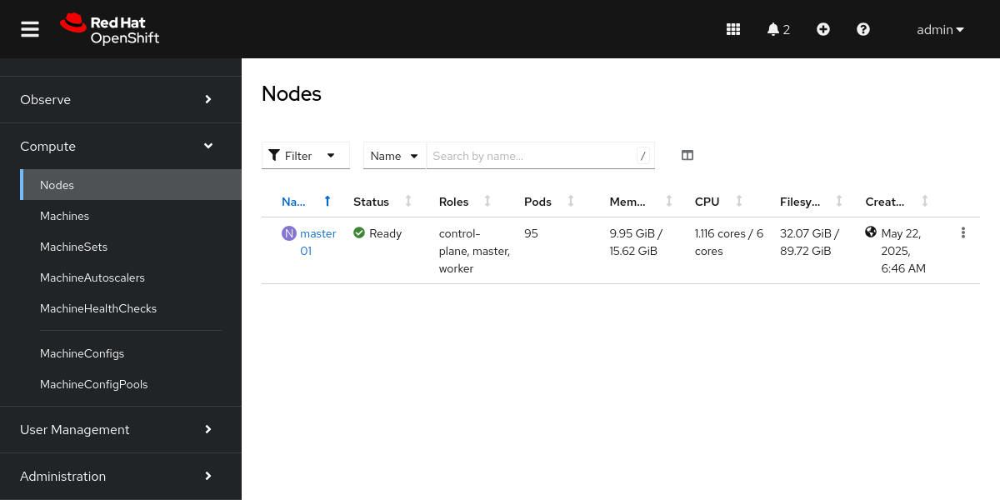 Red Hat
OpenShift
2
admin
Observe
Compute
Nodes
Machines
MachineSets
MachineAutoscalers
MachineHealthChecks
MachineConfigs
MachineConfigPools
User Management
Administration
Nodes
Filter
Name
Search by name...
/
Na... Status Roles Pods Mem... CPU Filesy... Creat...
N master Ready control- 95 9.95 GiB / 1.116 cores / 6 32.07 GiB / May 22,
01 plane, master, 15.62 GiB cores 89.72 GiB 2025,
worker 6:46 AM